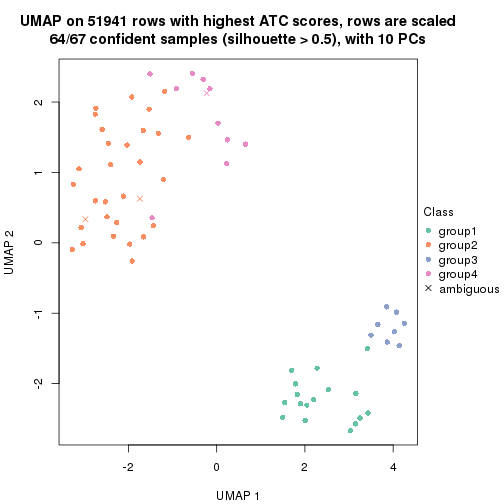 UMAP on 51941 rows with highest ATC scores, rows are scaled
64/67 confident samples (silhouette > 0.5), with 10 PCs
2
1
0
-1
-2
UMAP 2
-2
0
2
4
UMAP 1
Class
group1
group2
group3
group4
ambiguous